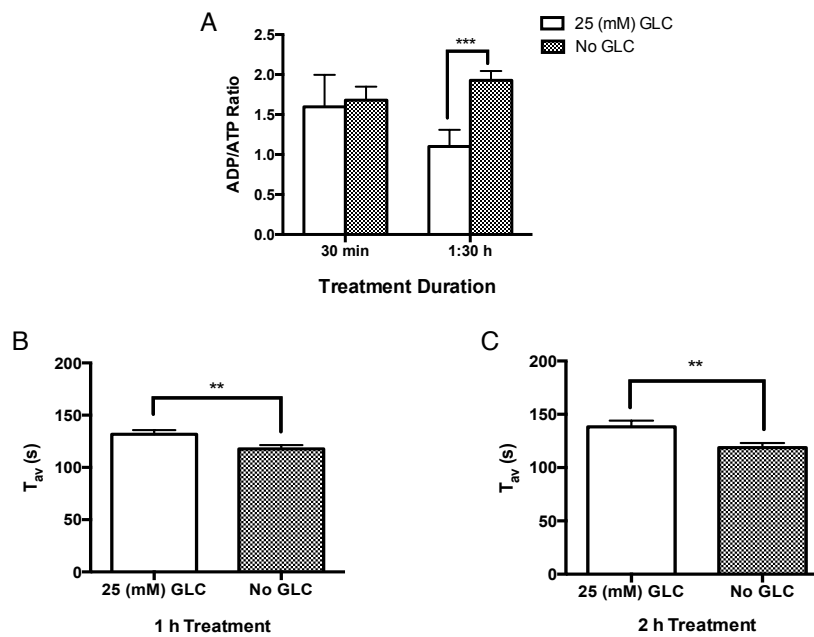 A
25 (mM) GLC
No GLC
***
2.5
2.0
1.5
1.0
0.5
0.0
ADP/ATP Ratio
30 min
1:30 h
Treatment Duration
B
**
200
150
100
50
0
Tav (s)
25 (mM) GLC
No GLC
1 h Treatment
C
**
200
150
100
50
0
Tav (s)
25 (mM) GLC
No GLC
2 h Treatment